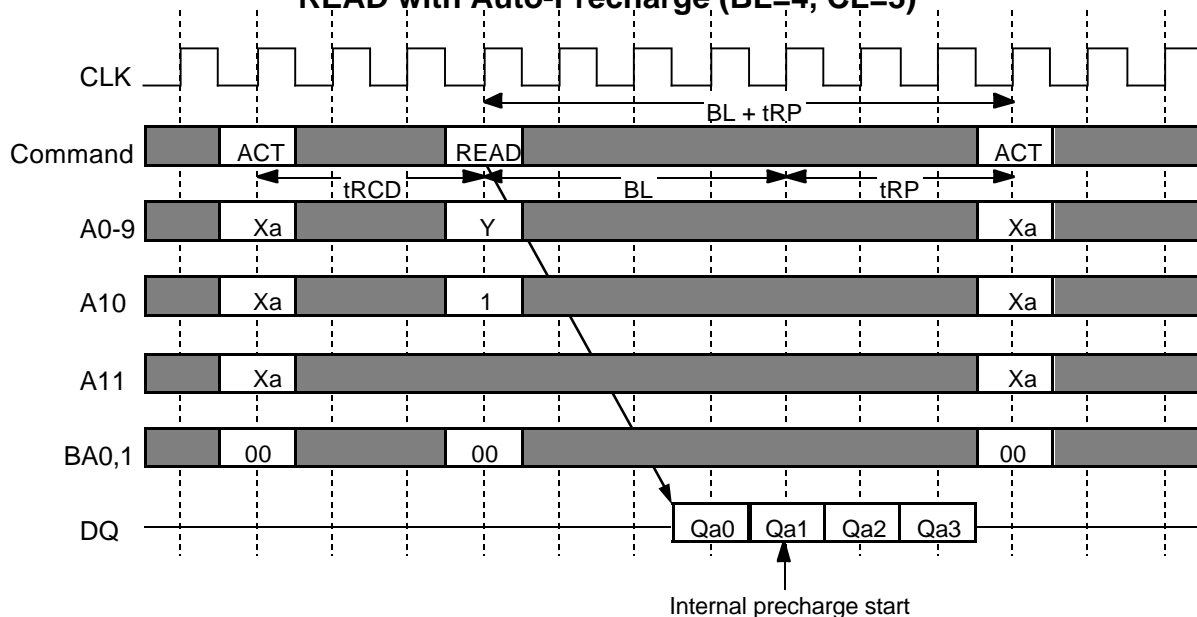 READ with Auto-Precharge (BL=4, CL=3)
CLK
BL + tRP
Command ACT READ ACT
tRCD BL tRP
A0-9 Xa Y Xa
A10 Xa 1 Xa
A11 Xa Xa
BA0,1 00 00 00
DQ Qa0 Qa1 Qa2 Qa3
Internal precharge start